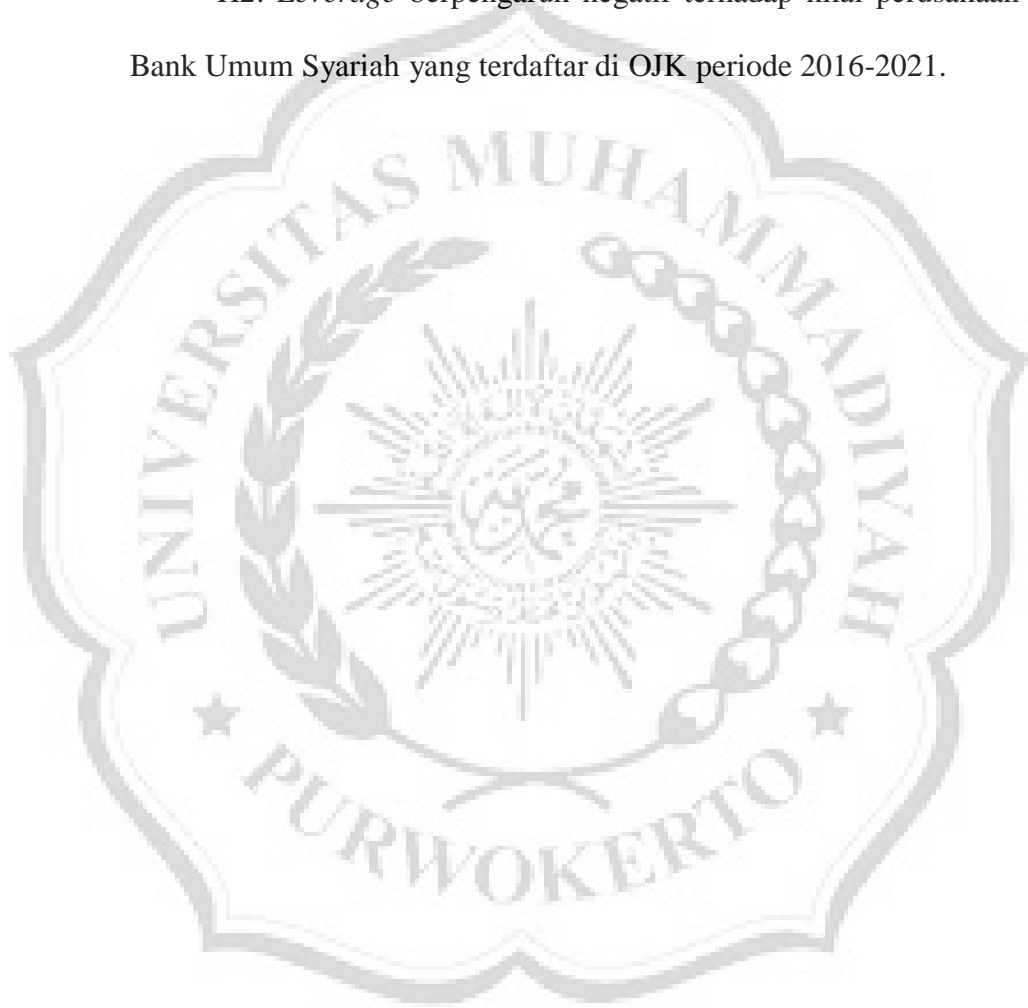 H2: Leverage berpengaruh negatif terhadap nilai perusahaan
Bank Umum Syariah yang terdaftar di OJK periode 2016-2021.
UNIVERSITAS MUHAMMADIYAH
PURWOKERTO